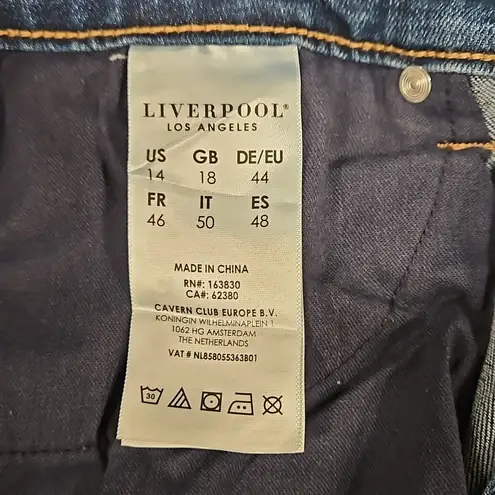 LIVERPOOL®
LOS ANGELES
US GB DE/EU
14 18 44
FR IT ES
46 50 48
MADE IN CHINA
RN#: 163830
CA#: 62380
CAVERN CLUB EUROPE B.V.
KONINGIN WILHELMINAPLEIN 1
1062 HG AMSTERDAM
THE NETHERLANDS
VAT # NL858055363B01
30